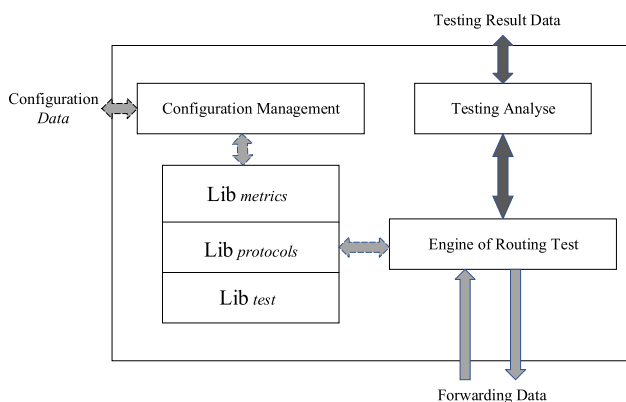 Testing Result Data
Configuration
Data
Configuration Management
Testing Analyse
Lib metrics
Lib protocols
Engine of Routing Test
Lib test
Forwarding Data